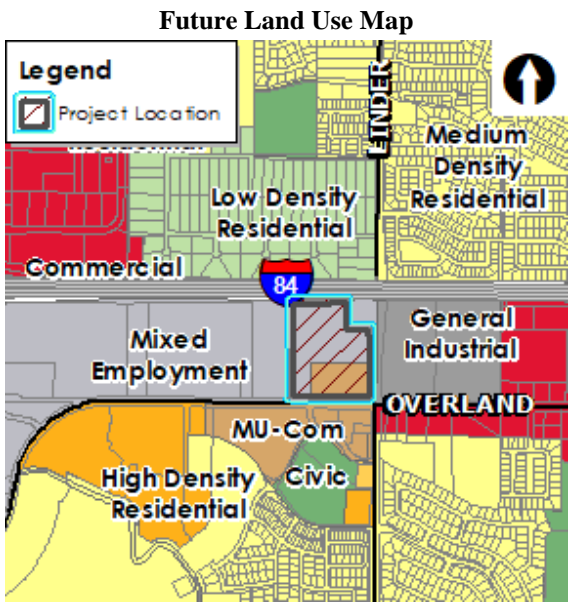 Future Land Use Map
Legend
Project Location
LINDER
Medium
Density
Residential
Low Density
Residential
Commercial
84
General
Industrial
Mixed
Employment
OVERLAND
MU-Com
High Density
Residential
Civic